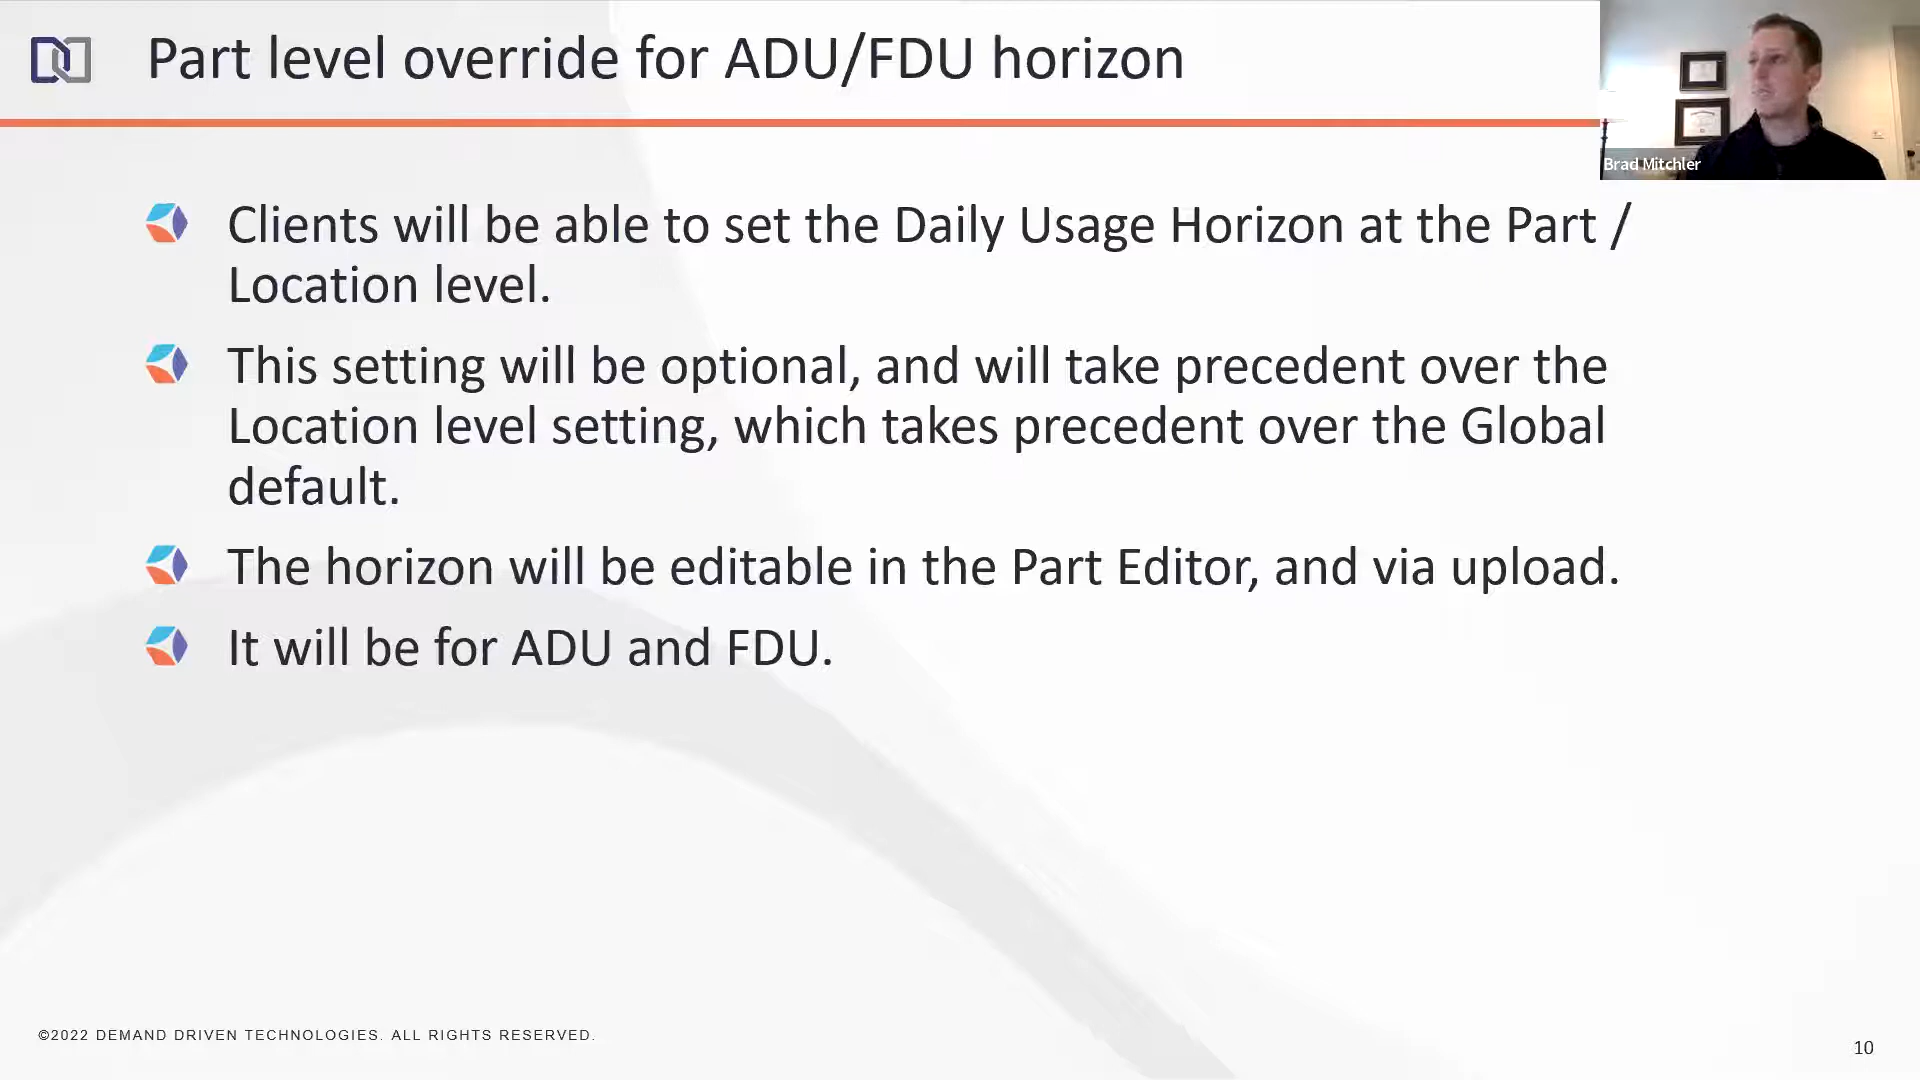 Part level override for ADU/FDU horizon
Brad Mitchler
Clients will be able to set the Daily Usage Horizon at the Part /
Location level.
This setting will be optional, and will take precedent over the
Location level setting, which takes precedent over the Global
default.
The horizon will be editable in the Part Editor, and via upload.
It will be for ADU and FDU.
©2022 DEMAND DRIVEN TECHNOLOGIES. ALL RIGHTS RESERVED.
10